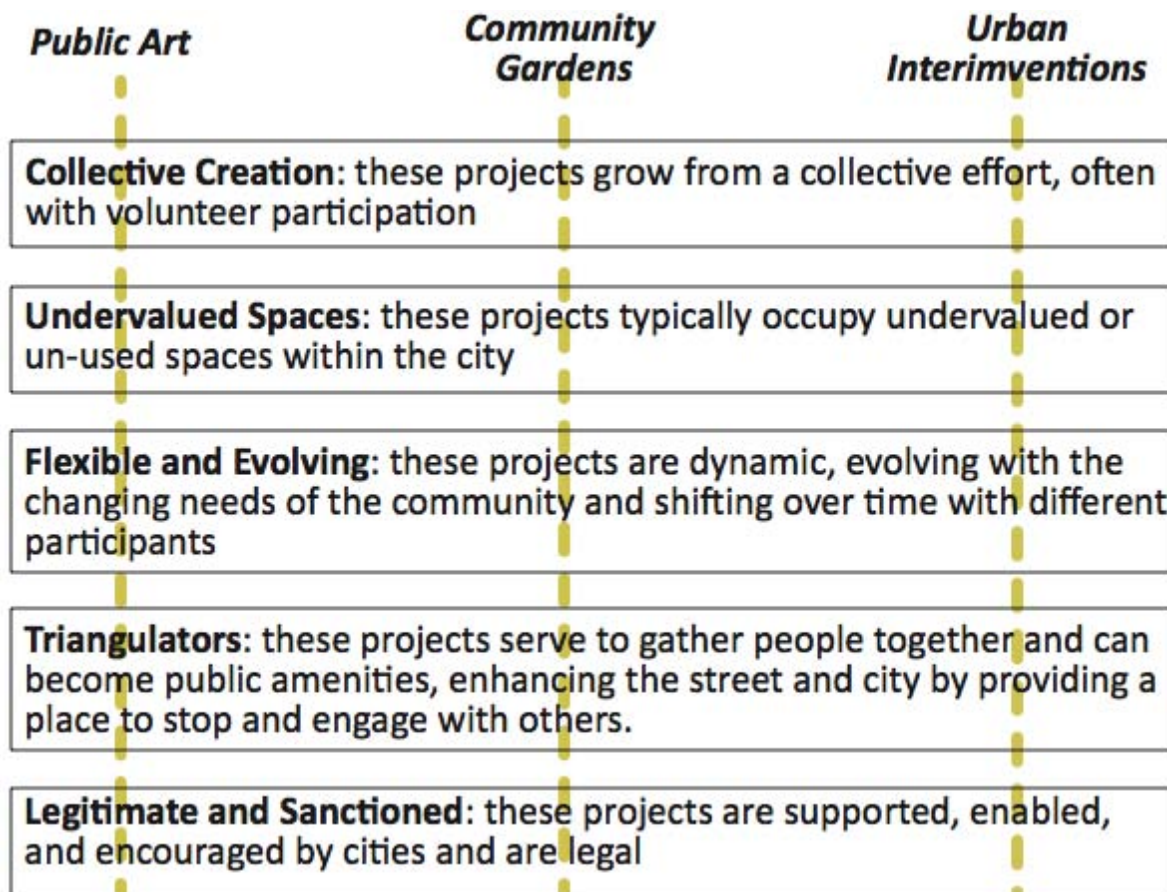 Public Art
Community
Gardens
Urban
Interimventions
Collective Creation: these projects grow from a collective effort, often
with volunteer participation
Undervalued Spaces: these projects typically occupy undervalued or
un-used spaces within the city
Flexible and Evolving: these projects are dynamic, evolving with the
changing needs of the community and shifting over time with different
participants
Triangulators: these projects serve to gather people together and can
become public amenities, enhancing the street and city by providing a
place to stop and engage with others.
Legitimate and Sanctioned: these projects are supported, enabled,
and encouraged by cities and are legal